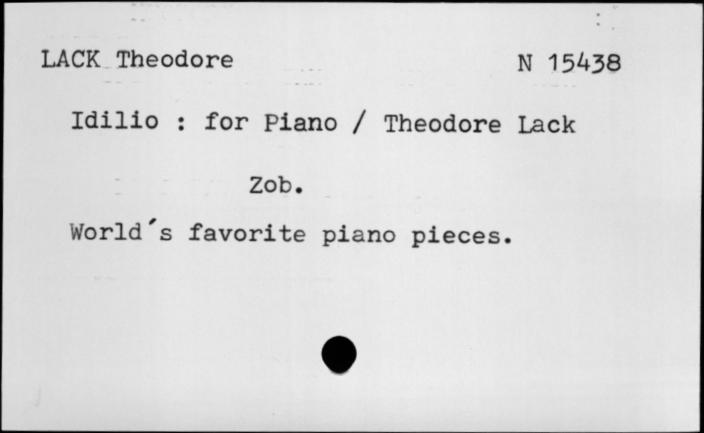 LACK Theodore N 15438
Idilio : for Piano / Theodore Lack
Zob.
World´s favorite piano pieces.